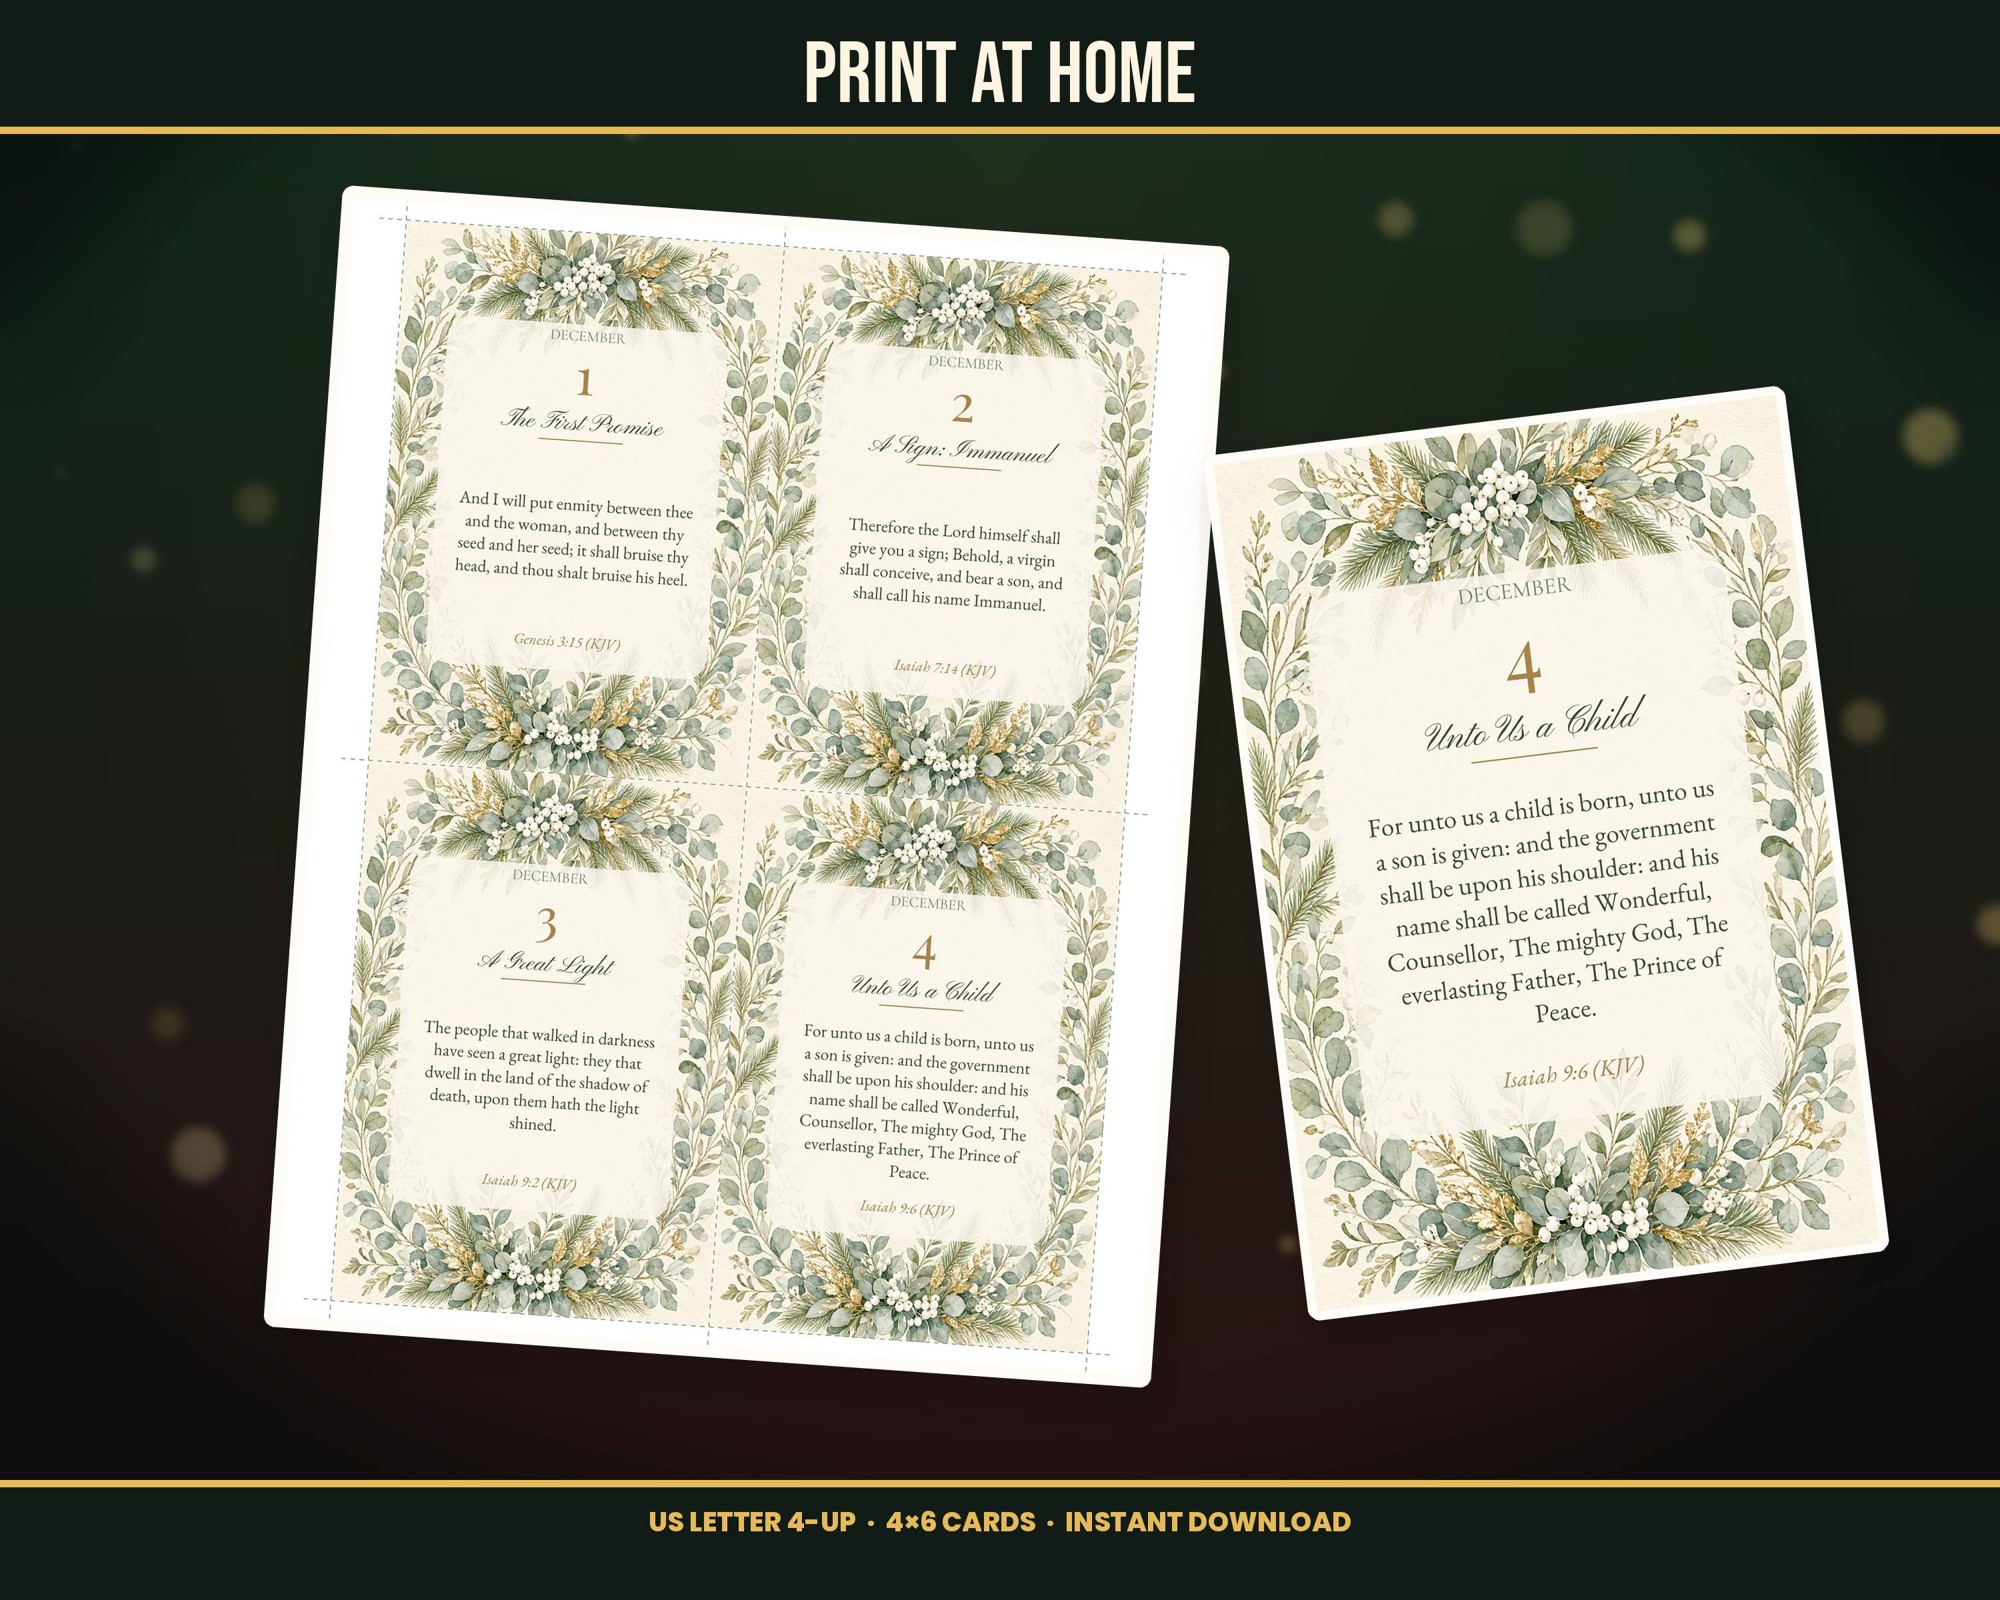 PRINT AT HOME
DECEMBER
1
The First Promise
And I will put enmity between thee
and the woman, and between thy
seed and her seed; it shall bruise thy
head, and thou shalt bruise his heel.
Genesis 3:15 (KJV)
DECEMBER
2
A Sign: Immanuel
Therefore the Lord himself shall
give you a sign; Behold, a virgin
shall conceive, and bear a son, and
shall call his name Immanuel.
Isaiah 7:14 (KJV)
DECEMBER
3
A Great Light
The people that walked in darkness
have seen a great light: they that
dwell in the land of the shadow of
death, upon them hath the light
shined.
Isaiah 9:2 (KJV)
DECEMBER
4
Unto Us a Child
For unto us a child is born, unto us
a son is given: and the government
shall be upon his shoulder: and his
name shall be called Wonderful,
Counsellor, The mighty God, The
everlasting Father, The Prince of
Peace.
Isaiah 9:6 (KJV)
DECEMBER
4
Unto Us a Child
For unto us a child is born, unto us
a son is given: and the government
shall be upon his shoulder: and his
name shall be called Wonderful,
Counsellor, The mighty God, The
everlasting Father, The Prince of
Peace.
Isaiah 9:6 (KJV)
US LETTER 4-UP · 4×6 CARDS · INSTANT DOWNLOAD